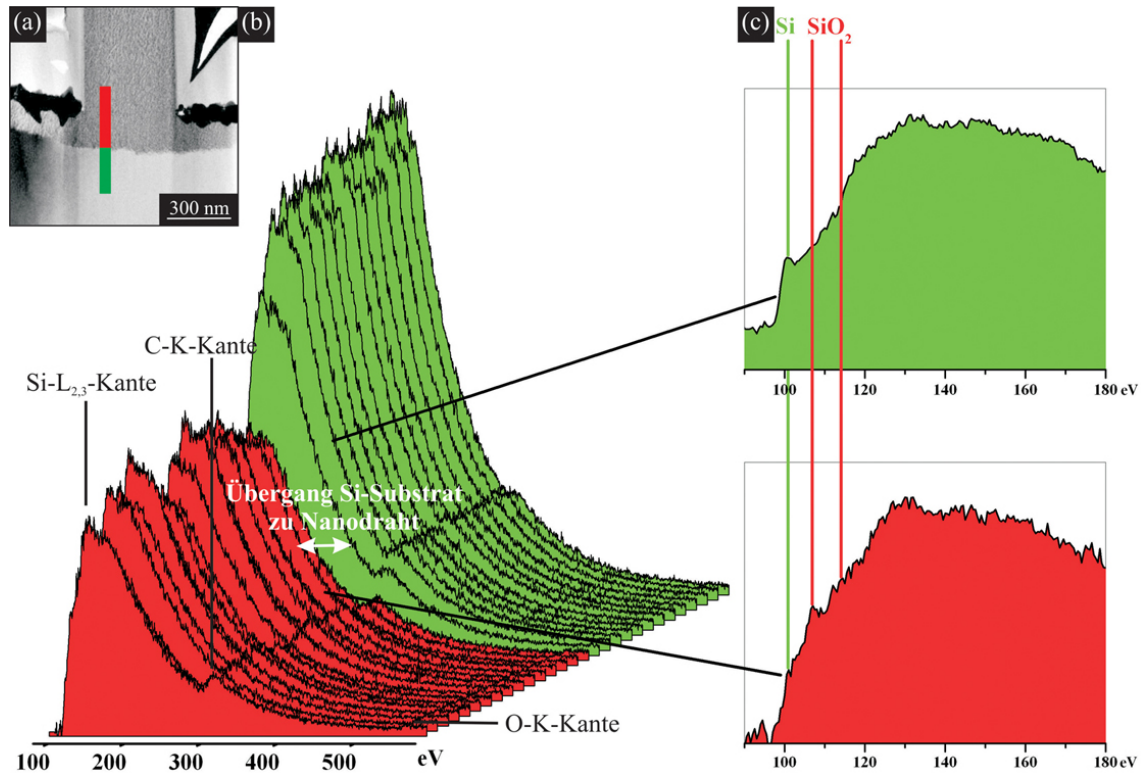 (a)
(b)
(c)
300 nm
Si SiO₂
C-K-Kante
Si-L₂,₃-Kante
Übergang Si-Substrat
zu Nanodraht
O-K-Kante
100 200 300 400 500 eV
100 120 140 160 180 eV
100 120 140 160 180 eV